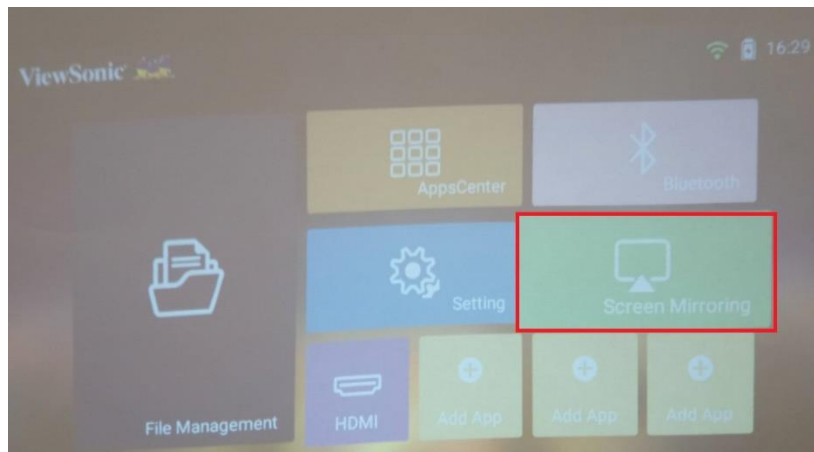 ViewSonic
16:29
AppsCenter
Bluetooth
Setting
Screen Mirroring
File Management
HDMI
Add App
Add App
Add App